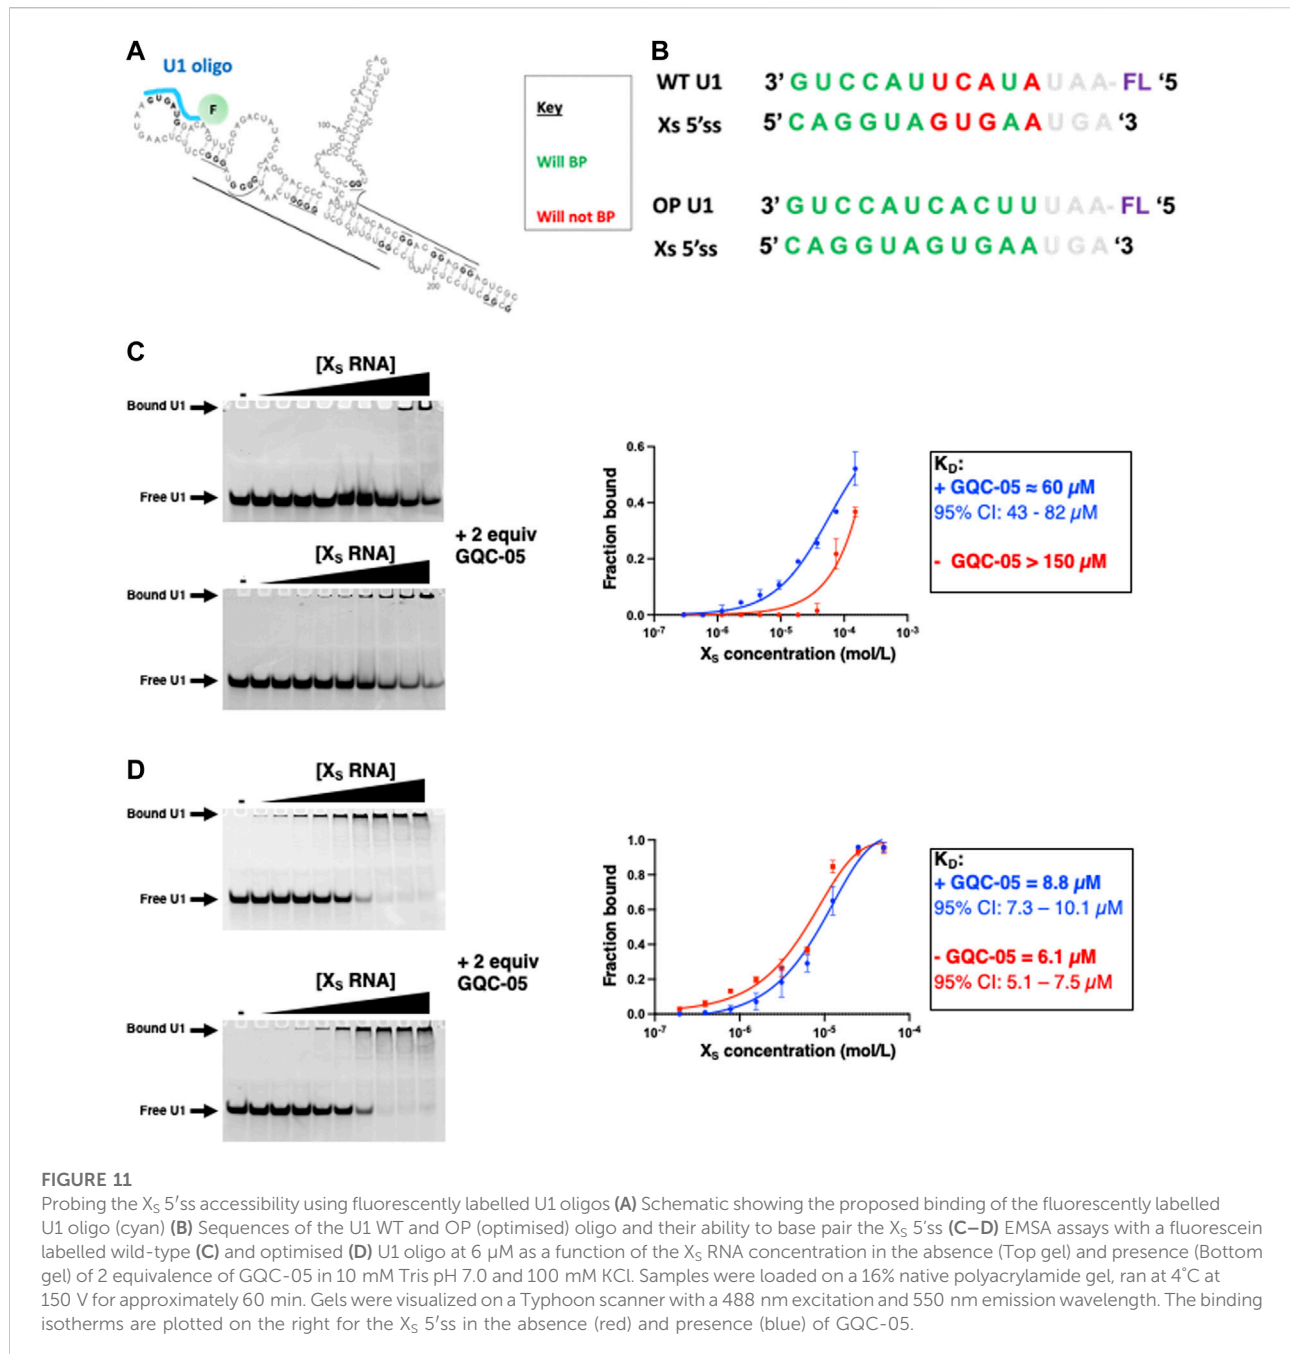 A
U1 oligo
F
100
200
Key
Will BP
Will not BP
B
WT U1 3' GUCCAUUCAUAUAA- FL '5
Xs 5'ss 5' CAGGUAGUGAAUGA '3
OP U1 3' GUCCAUCACUUUAA- FL '5
Xs 5'ss 5' CAGGUAGUGAAUGA '3
C
[XS RNA]
-
Bound U1
Free U1
+ 2 equiv
GQC-05
[XS RNA]
-
Bound U1
Free U1
Fraction bound
0.6
0.4
0.2
0.0
10-7 10-6 10-5 10-4 10-3
XS concentration (mol/L)
KD:
+ GQC-05 ≈ 60 µM
95% CI: 43 - 82 µM
- GQC-05 > 150 µM
D
[XS RNA]
-
Bound U1
Free U1
+ 2 equiv
GQC-05
[XS RNA]
-
Bound U1
Free U1
Fraction bound
1.0
0.8
0.6
0.4
0.2
0.0
10-7 10-6 10-5 10-4
XS concentration (mol/L)
KD:
+ GQC-05 = 8.8 µM
95% CI: 7.3 – 10.1 µM
- GQC-05 = 6.1 µM
95% CI: 5.1 – 7.5 µM
FIGURE 11
Probing the XS 5′ss accessibility using fluorescently labelled U1 oligos (A) Schematic showing the proposed binding of the fluorescently labelled
U1 oligo (cyan) (B) Sequences of the U1 WT and OP (optimised) oligo and their ability to base pair the XS 5′ss (C–D) EMSA assays with a fluorescein
labelled wild-type (C) and optimised (D) U1 oligo at 6 µM as a function of the XS RNA concentration in the absence (Top gel) and presence (Bottom
gel) of 2 equivalence of GQC-05 in 10 mM Tris pH 7.0 and 100 mM KCl. Samples were loaded on a 16% native polyacrylamide gel, ran at 4°C at
150 V for approximately 60 min. Gels were visualized on a Typhoon scanner with a 488 nm excitation and 550 nm emission wavelength. The binding
isotherms are plotted on the right for the XS 5′ss in the absence (red) and presence (blue) of GQC-05.